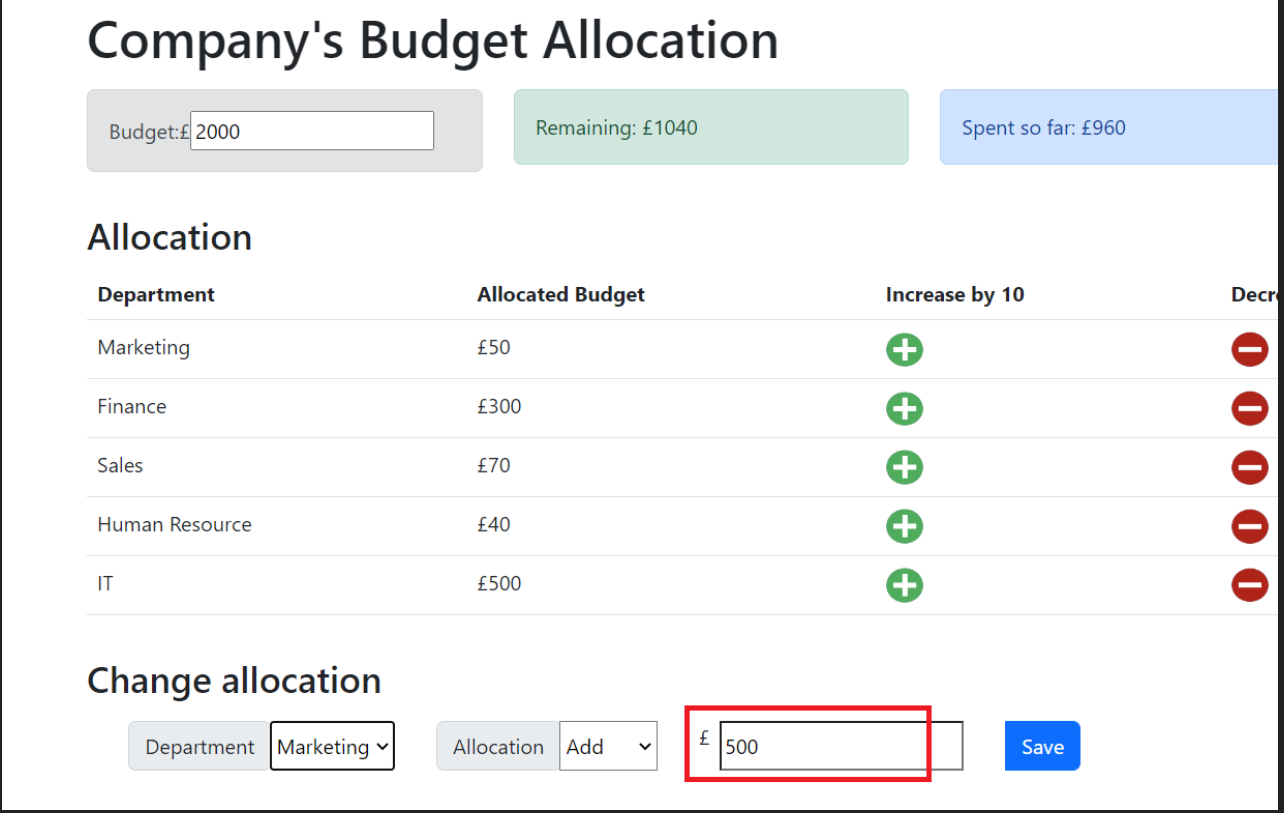 Company's Budget Allocation
Budget:£ 2000 Remaining: £1040 Spent so far: £960
Allocation
Department Allocated Budget Increase by 10 Decre
Marketing £50
Finance £300
Sales £70
Human Resource £40
IT £500
Change allocation
Department Marketing Allocation Add £ 500 Save